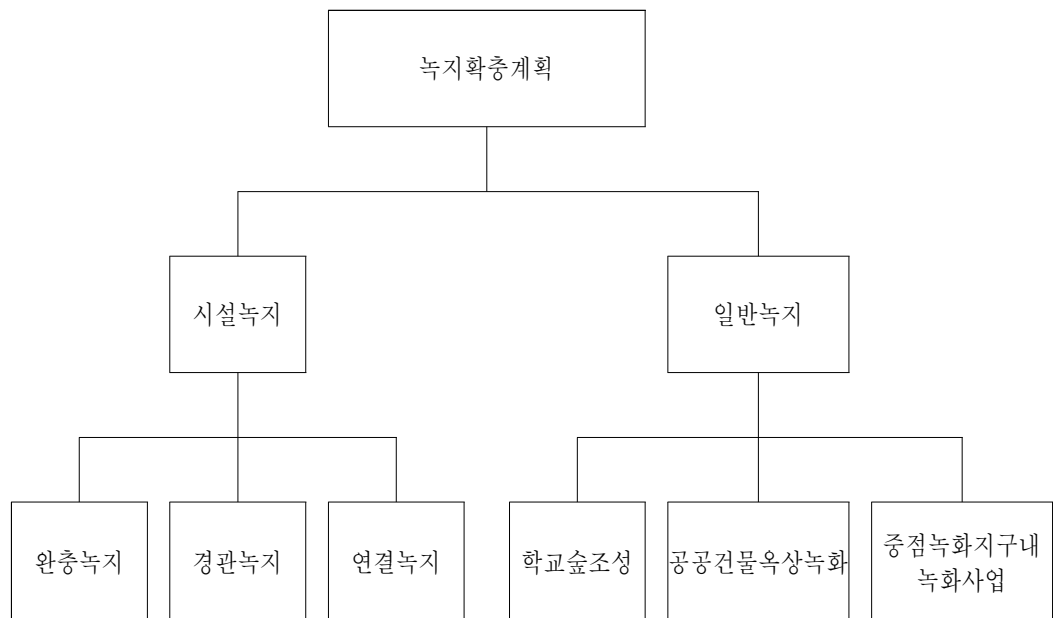 녹지확충계획
시설녹지
일반녹지
완충녹지
경관녹지
연결녹지
학교숲조성
공공건물옥상녹화
중점녹화지구내
녹화사업